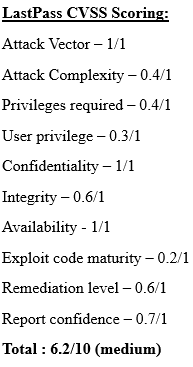 LastPass CVSS Scoring:
Attack Vector – 1/1
Attack Complexity – 0.4/1
Privileges required – 0.4/1
User privilege – 0.3/1
Confidentiality – 1/1
Integrity – 0.6/1
Availability - 1/1
Exploit code maturity – 0.2/1
Remediation level – 0.6/1
Report confidence – 0.7/1
Total : 6.2/10 (medium)